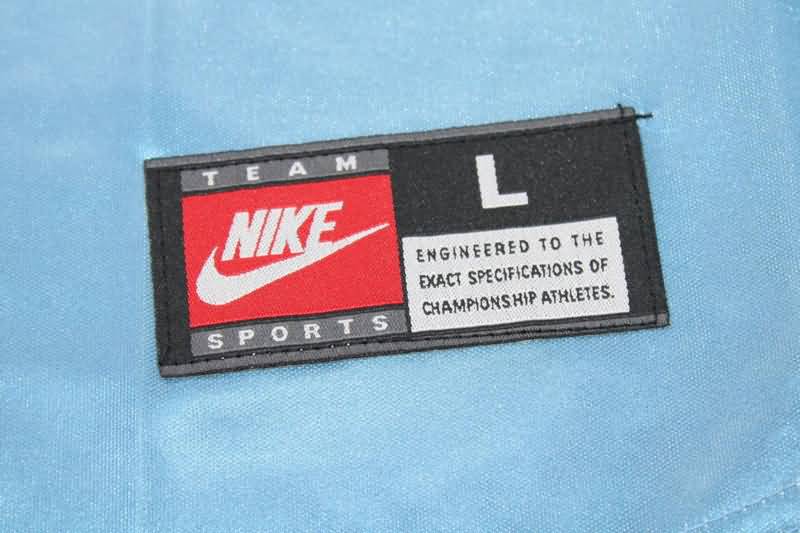 TEAM
NIKE
SPORTS
L
ENGINEERED TO THE
EXACT SPECIFICATIONS OF
CHAMPIONSHIP ATHLETES.